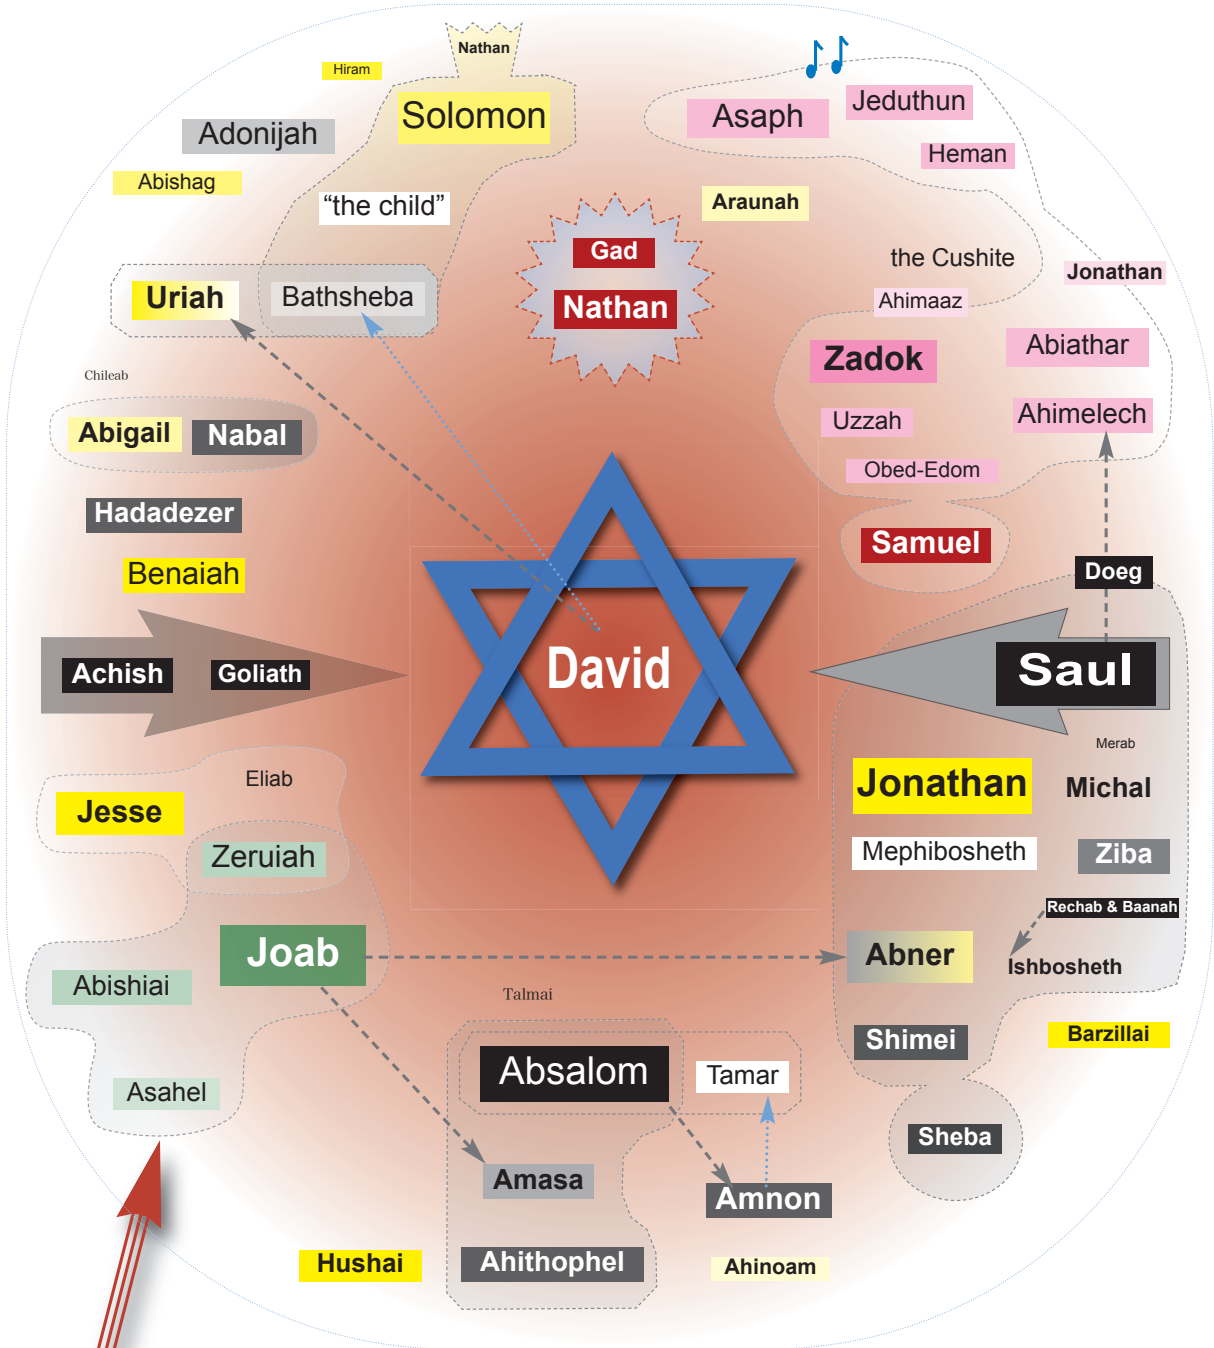 Nathan
Hiram
Solomon
Asaph
Jeduthun
Adonijah
Heman
Abishag
"the child"
Araunah
Gad
the Cushite
Jonathan
Uriah
Bathsheba
Nathan
Ahimaaz
Zadok
Abiathar
Chileab
Abigail
Nabal
Uzzah
Ahimelech
Obed-Edom
Hadadezer
Samuel
Benaiah
Doeg
Achish
Goliath
David
Saul
Merab
Eliab
Jonathan
Michal
Jesse
Zeruiah
Mephibosheth
Ziba
Rechab & Baanah
Joab
Abner
Ishbosheth
Abishiai
Talmai
Shimei
Barzillai
Absalom
Tamar
Asahel
Sheba
Amasa
Amnon
Hushai
Ahithophel
Ahinoam